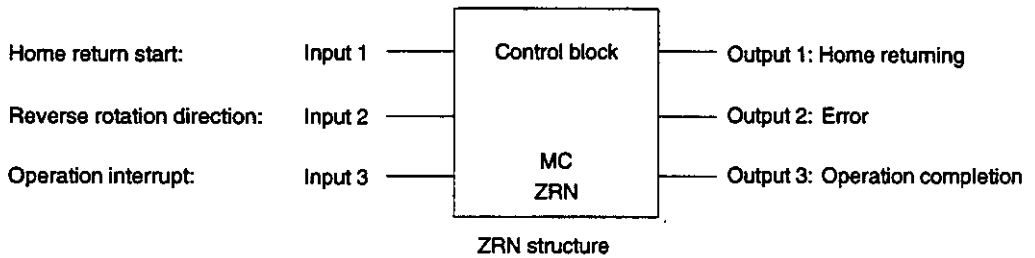 Control block
Home return start: Input 1 Output 1: Home returning
Reverse rotation direction: Input 2 Output 2: Error
Operation interrupt: Input 3 Output 3: Operation completion
MC
ZRN
ZRN structure